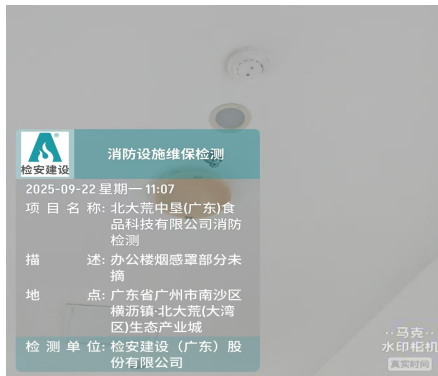 检安建设
消防设施维保检测
2025-09-22 星期一 11:07
项目名称: 北大荒中垦(广东)食
品科技有限公司消防
检测
描述: 办公楼烟感罩部分未
摘
地点: 广东省广州市南沙区
横沥镇·北大荒(大湾
区)生态产业城
检测单位: 检安建设（广东）股
份有限公司
马克
水印相机
真实时间